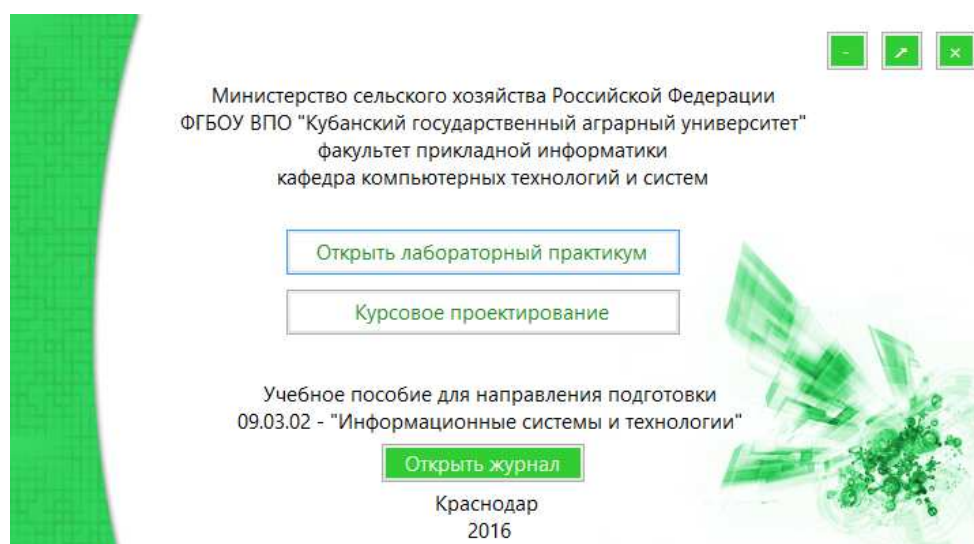 -
↗
×
Министерство сельского хозяйства Российской Федерации
ФГБОУ ВПО "Кубанский государственный аграрный университет"
факультет прикладной информатики
кафедра компьютерных технологий и систем
Открыть лабораторный практикум
Курсовое проектирование
Учебное пособие для направления подготовки
09.03.02 - "Информационные системы и технологии"
Открыть журнал
Краснодар
2016